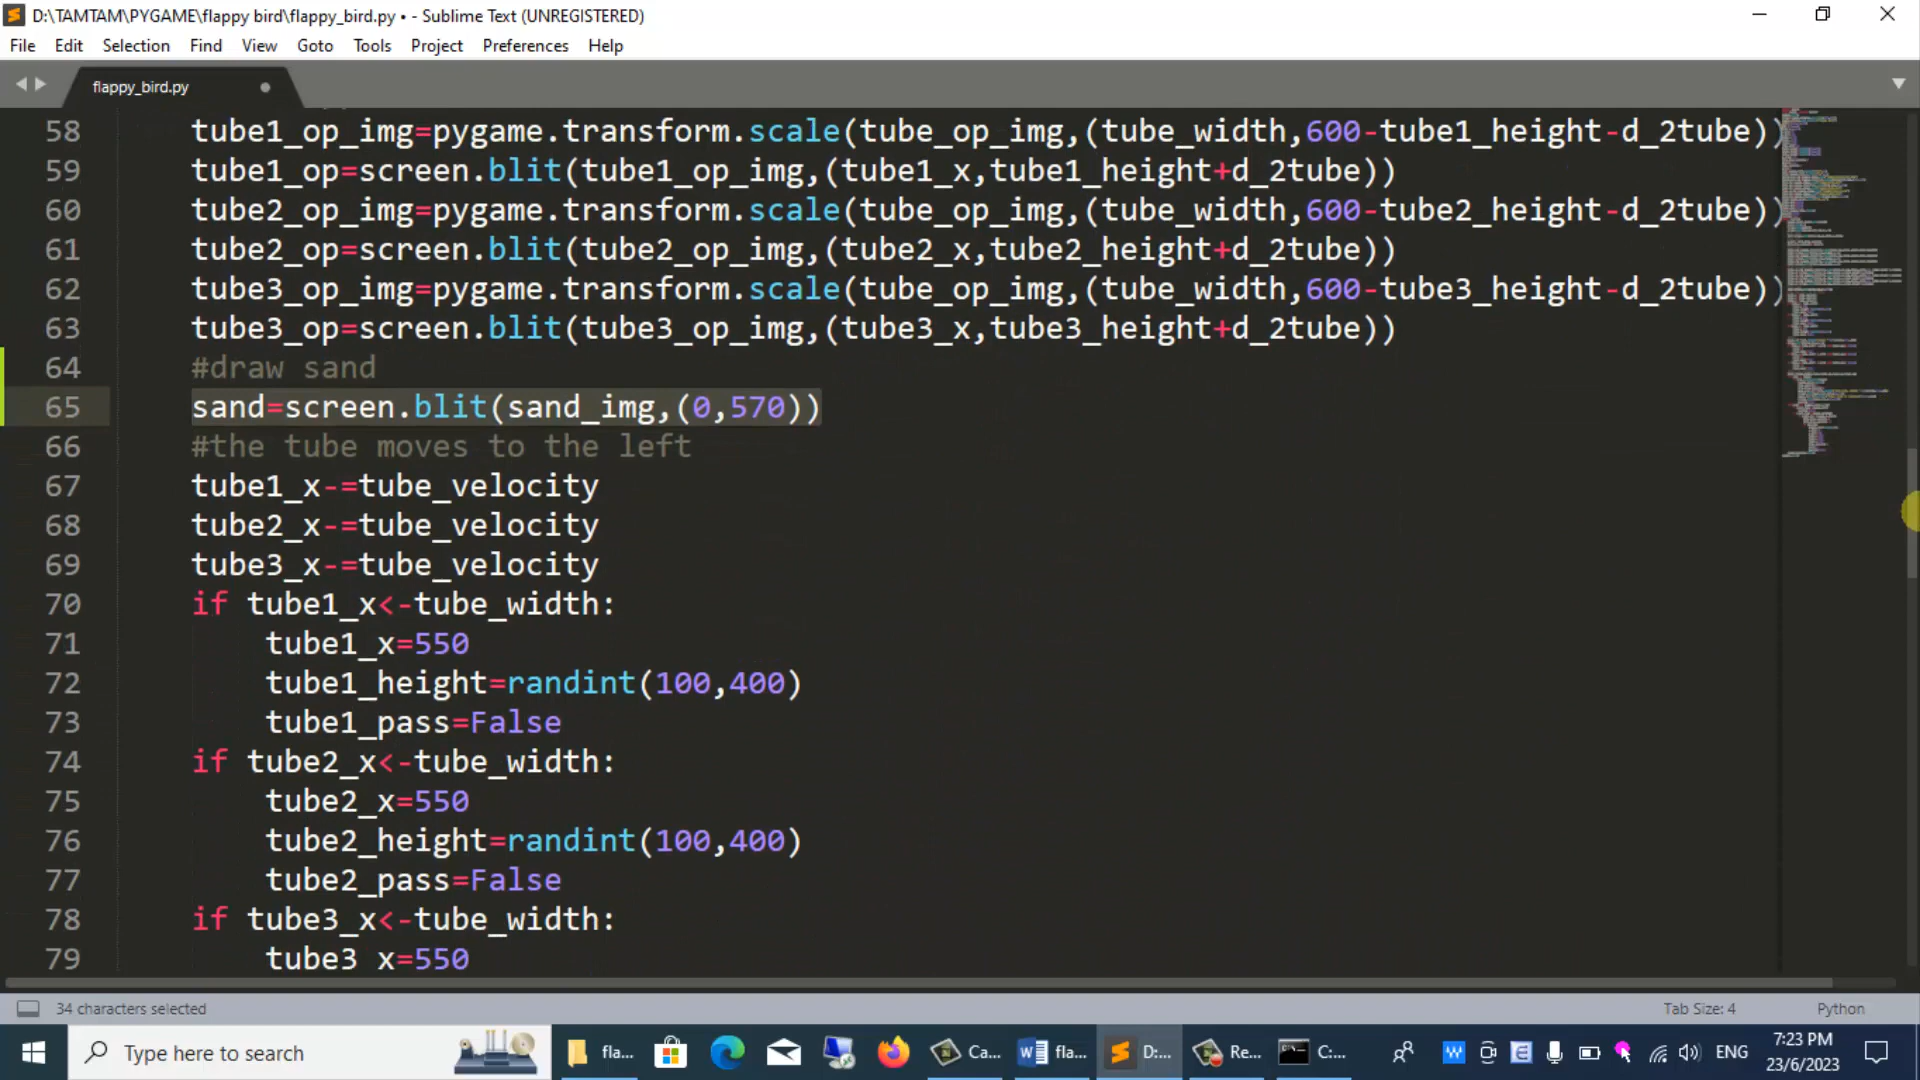 D:\TAMTAM\PYGAME\flappy bird\flappy_bird.py • - Sublime Text (UNREGISTERED)
File Edit Selection Find View Goto Tools Project Preferences Help
flappy_bird.py
58 tube1_op_img=pygame.transform.scale(tube_op_img,(tube_width,600-tube1_height-d_2tube))
59 tube1_op=screen.blit(tube1_op_img,(tube1_x,tube1_height+d_2tube))
60 tube2_op_img=pygame.transform.scale(tube_op_img,(tube_width,600-tube2_height-d_2tube))
61 tube2_op=screen.blit(tube2_op_img,(tube2_x,tube2_height+d_2tube))
62 tube3_op_img=pygame.transform.scale(tube_op_img,(tube_width,600-tube3_height-d_2tube))
63 tube3_op=screen.blit(tube3_op_img,(tube3_x,tube3_height+d_2tube))
64 #draw sand
65 sand=screen.blit(sand_img,(0,570))
66 #the tube moves to the left
67 tube1_x-=tube_velocity
68 tube2_x-=tube_velocity
69 tube3_x-=tube_velocity
70 if tube1_x<-tube_width:
71 tube1_x=550
72 tube1_height=randint(100,400)
73 tube1_pass=False
74 if tube2_x<-tube_width:
75 tube2_x=550
76 tube2_height=randint(100,400)
77 tube2_pass=False
78 if tube3_x<-tube_width:
79 tube3_x=550
34 characters selected Tab Size: 4 Python
Type here to search fla... Ca... fla... D:... Re... C:... ENG 7:23 PM
23/6/2023